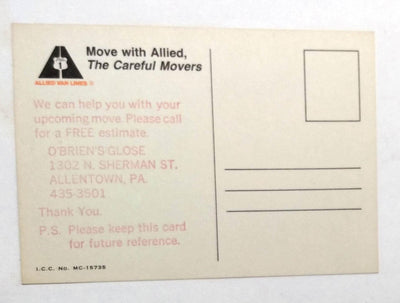 Move with Allied,
The Careful Movers
1
ALLIED VAN LINES ®
We can help you with your
upcoming move. Please call
for a FREE estimate.
O'BRIEN'S GLOSE
1302 N. SHERMAN ST.
ALLENTOWN, PA.
435-3501
Thank You.
P.S. Please keep this card
for future reference.
I.C.C. No. MC-15735